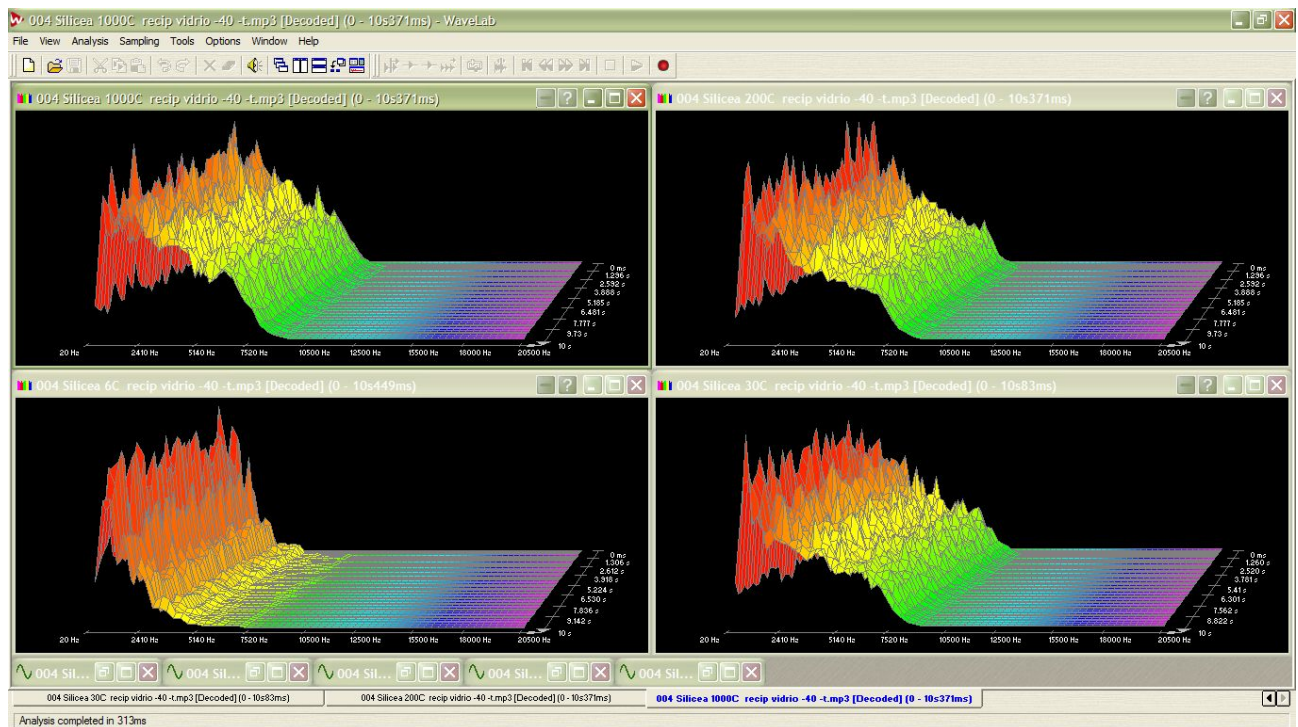 004 Silicea 1000C recip vidrio -40 -t.mp3 [Decoded] (0 - 10s371ms) - WaveLab
File View Analysis Sampling Tools Options Window Help
004 Silicea 1000C recip vidrio -40 -t.mp3 [Decoded] (0 - 10s371ms)
0 ms
1.296 s
2.592 s
3.888 s
5.185 s
6.481 s
7.777 s
9.73 s
10 s
20 Hz 2410 Hz 5140 Hz 7520 Hz 10500 Hz 12500 Hz 15000 Hz 18000 Hz 20500 Hz
004 Silicea 200C recip vidrio -40 -t.mp3 [Decoded] (0 - 10s371ms)
0 ms
1.296 s
2.592 s
3.888 s
5.185 s
6.481 s
7.777 s
9.73 s
10 s
20 Hz 2410 Hz 5140 Hz 7520 Hz 10500 Hz 12500 Hz 15000 Hz 18000 Hz 20500 Hz
004 Silicea 6C recip vidrio -40 -t.mp3 [Decoded] (0 - 10s449ms)
0 ms
1.306 s
2.612 s
3.918 s
5.224 s
6.530 s
7.836 s
9.142 s
10 s
20 Hz 2410 Hz 5140 Hz 7520 Hz 10500 Hz 12500 Hz 15000 Hz 18000 Hz 20500 Hz
004 Silicea 30C recip vidrio -40 -t.mp3 [Decoded] (0 - 10s83ms)
0 ms
1.260 s
2.520 s
3.781 s
5.41 s
6.301 s
7.562 s
8.822 s
10 s
20 Hz 2410 Hz 5140 Hz 7520 Hz 10500 Hz 12500 Hz 15000 Hz 18000 Hz 20500 Hz
004 Sil... 004 Sil... 004 Sil... 004 Sil... 004 Sil...
004 Silicea 30C recip vidrio -40 -t.mp3 [Decoded] (0 - 10s83ms) 004 Silicea 200C recip vidrio -40 -t.mp3 [Decoded] (0 - 10s371ms) 004 Silicea 1000C recip vidrio -40 -t.mp3 [Decoded] (0 - 10s371ms)
Analysis completed in 313ms